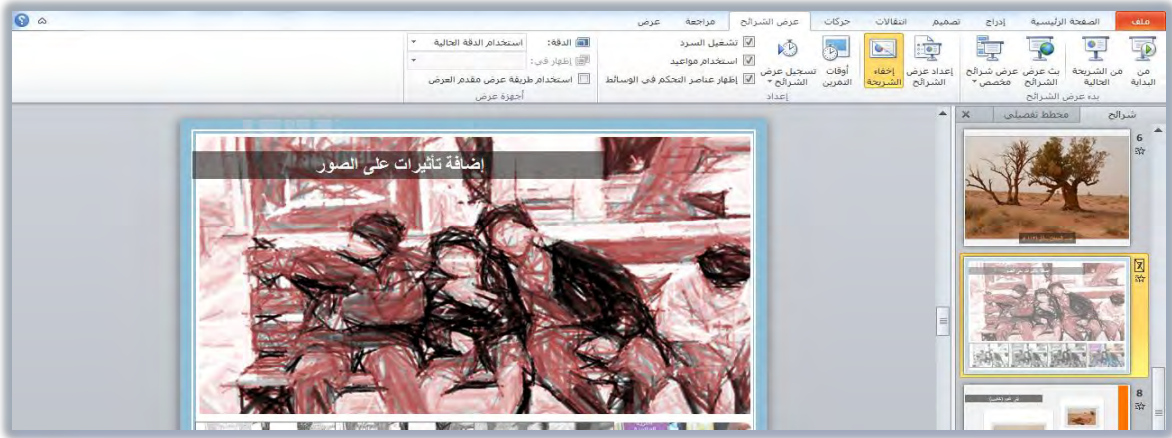 ملف الصفحة الرئيسية إدراج تصميم انتقالات حركات عرض الشرائح مراجعة عرض
من البداية
من الشريحة الحالية
بث عرض الشرائح
عرض شرائح مخصص
بدء عرض الشرائح
إعداد عرض الشرائح
إخفاء الشريحة
أوقات التمرين
تسجيل عرض الشرائح
تشغيل السرد
استخدام مواعيد
إظهار عناصر التحكم في الوسائط
إعداد
الدقة: استخدام الدقة الحالية
إظهار في:
استخدام طريقة عرض مقدم العرض
أجهزة عرض
شرائح مخطط تفصيلي
6
7
8
إضافة تأثيرات على الصور